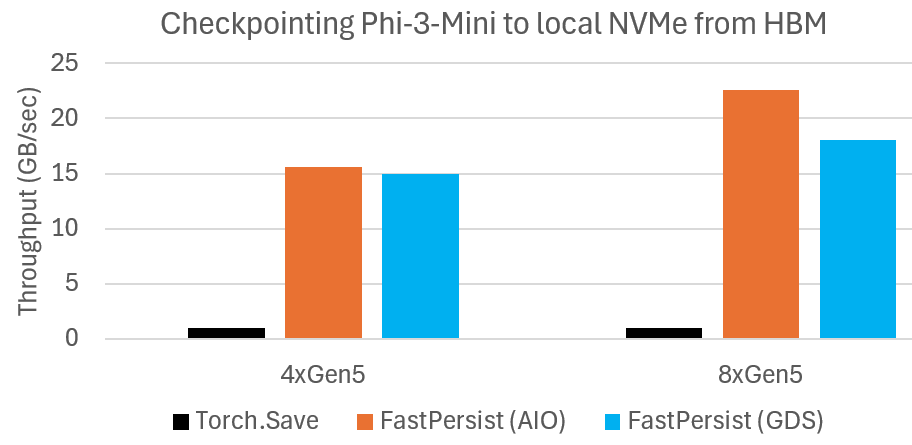 Checkpointing Phi-3-Mini to local NVMe from HBM
Throughput (GB/sec)
25
20
15
10
5
0
4xGen5 8xGen5
Torch.Save FastPersist (AIO) FastPersist (GDS)